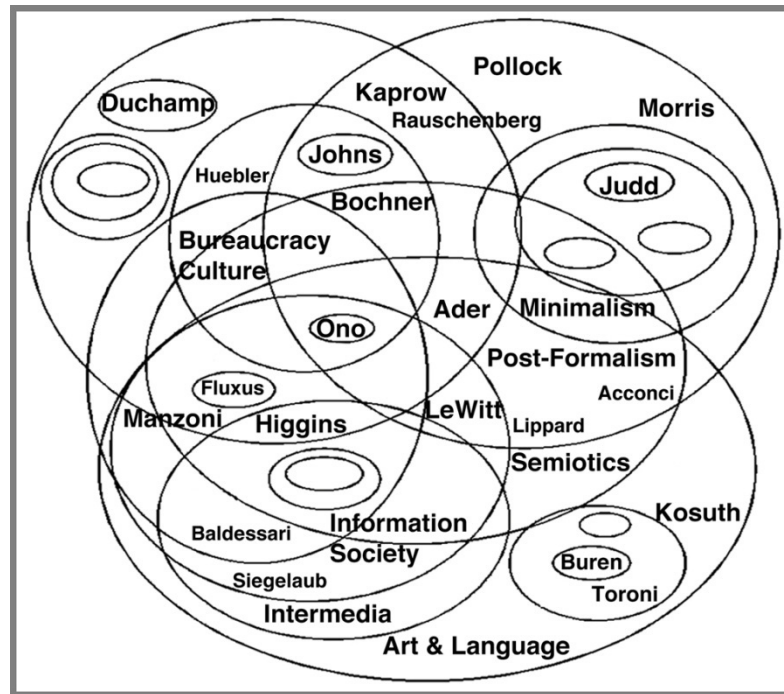 Pollock
Kaprow
Duchamp
Morris
Rauschenberg
Johns
Huebler
Judd
Bochner
Bureaucracy
Culture
Ader
Minimalism
Ono
Post-Formalism
Fluxus
Acconci
Manzoni
LeWitt
Higgins
Lippard
Semiotics
Kosuth
Information
Baldessari
Society
Buren
Siegelaub
Toroni
Intermedia
Art & Language